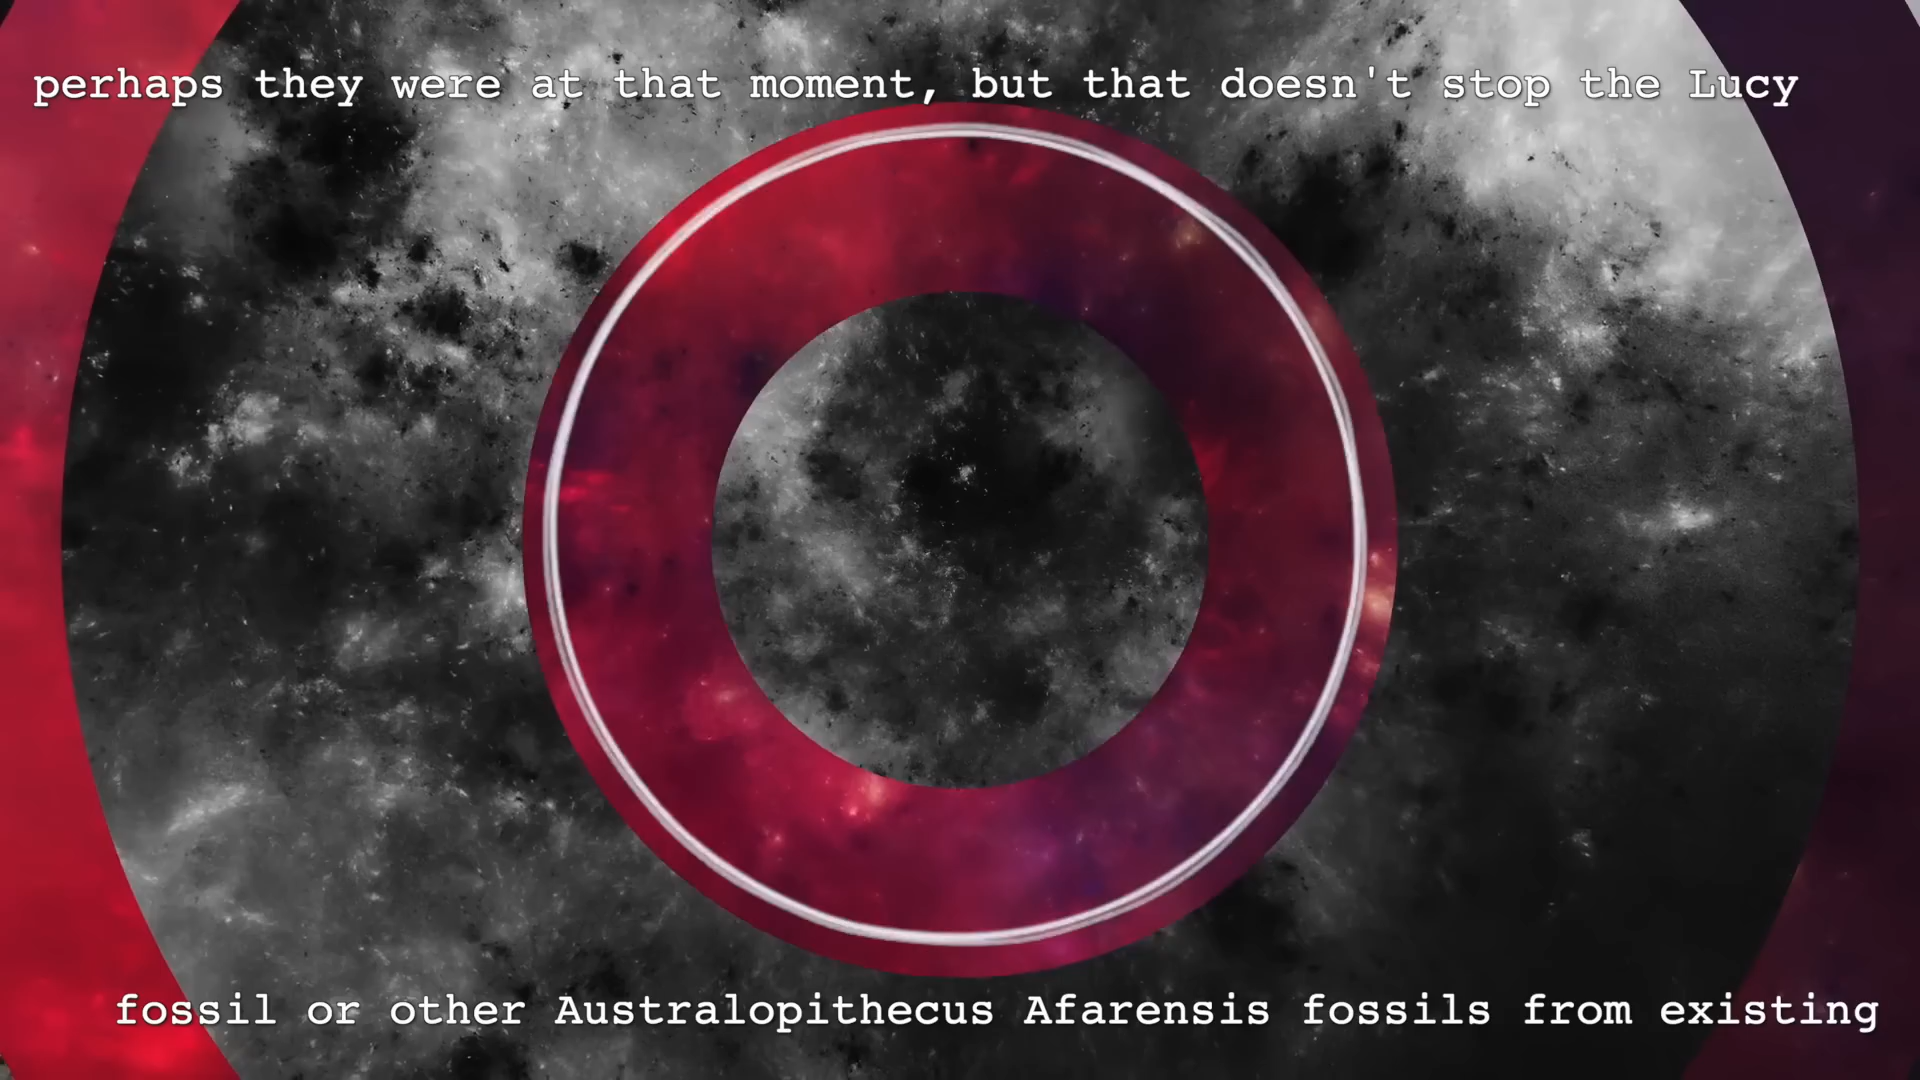 perhaps they were at that moment, but that doesn't stop the Lucy
fossil or other Australopithecus Afarensis fossils from existing